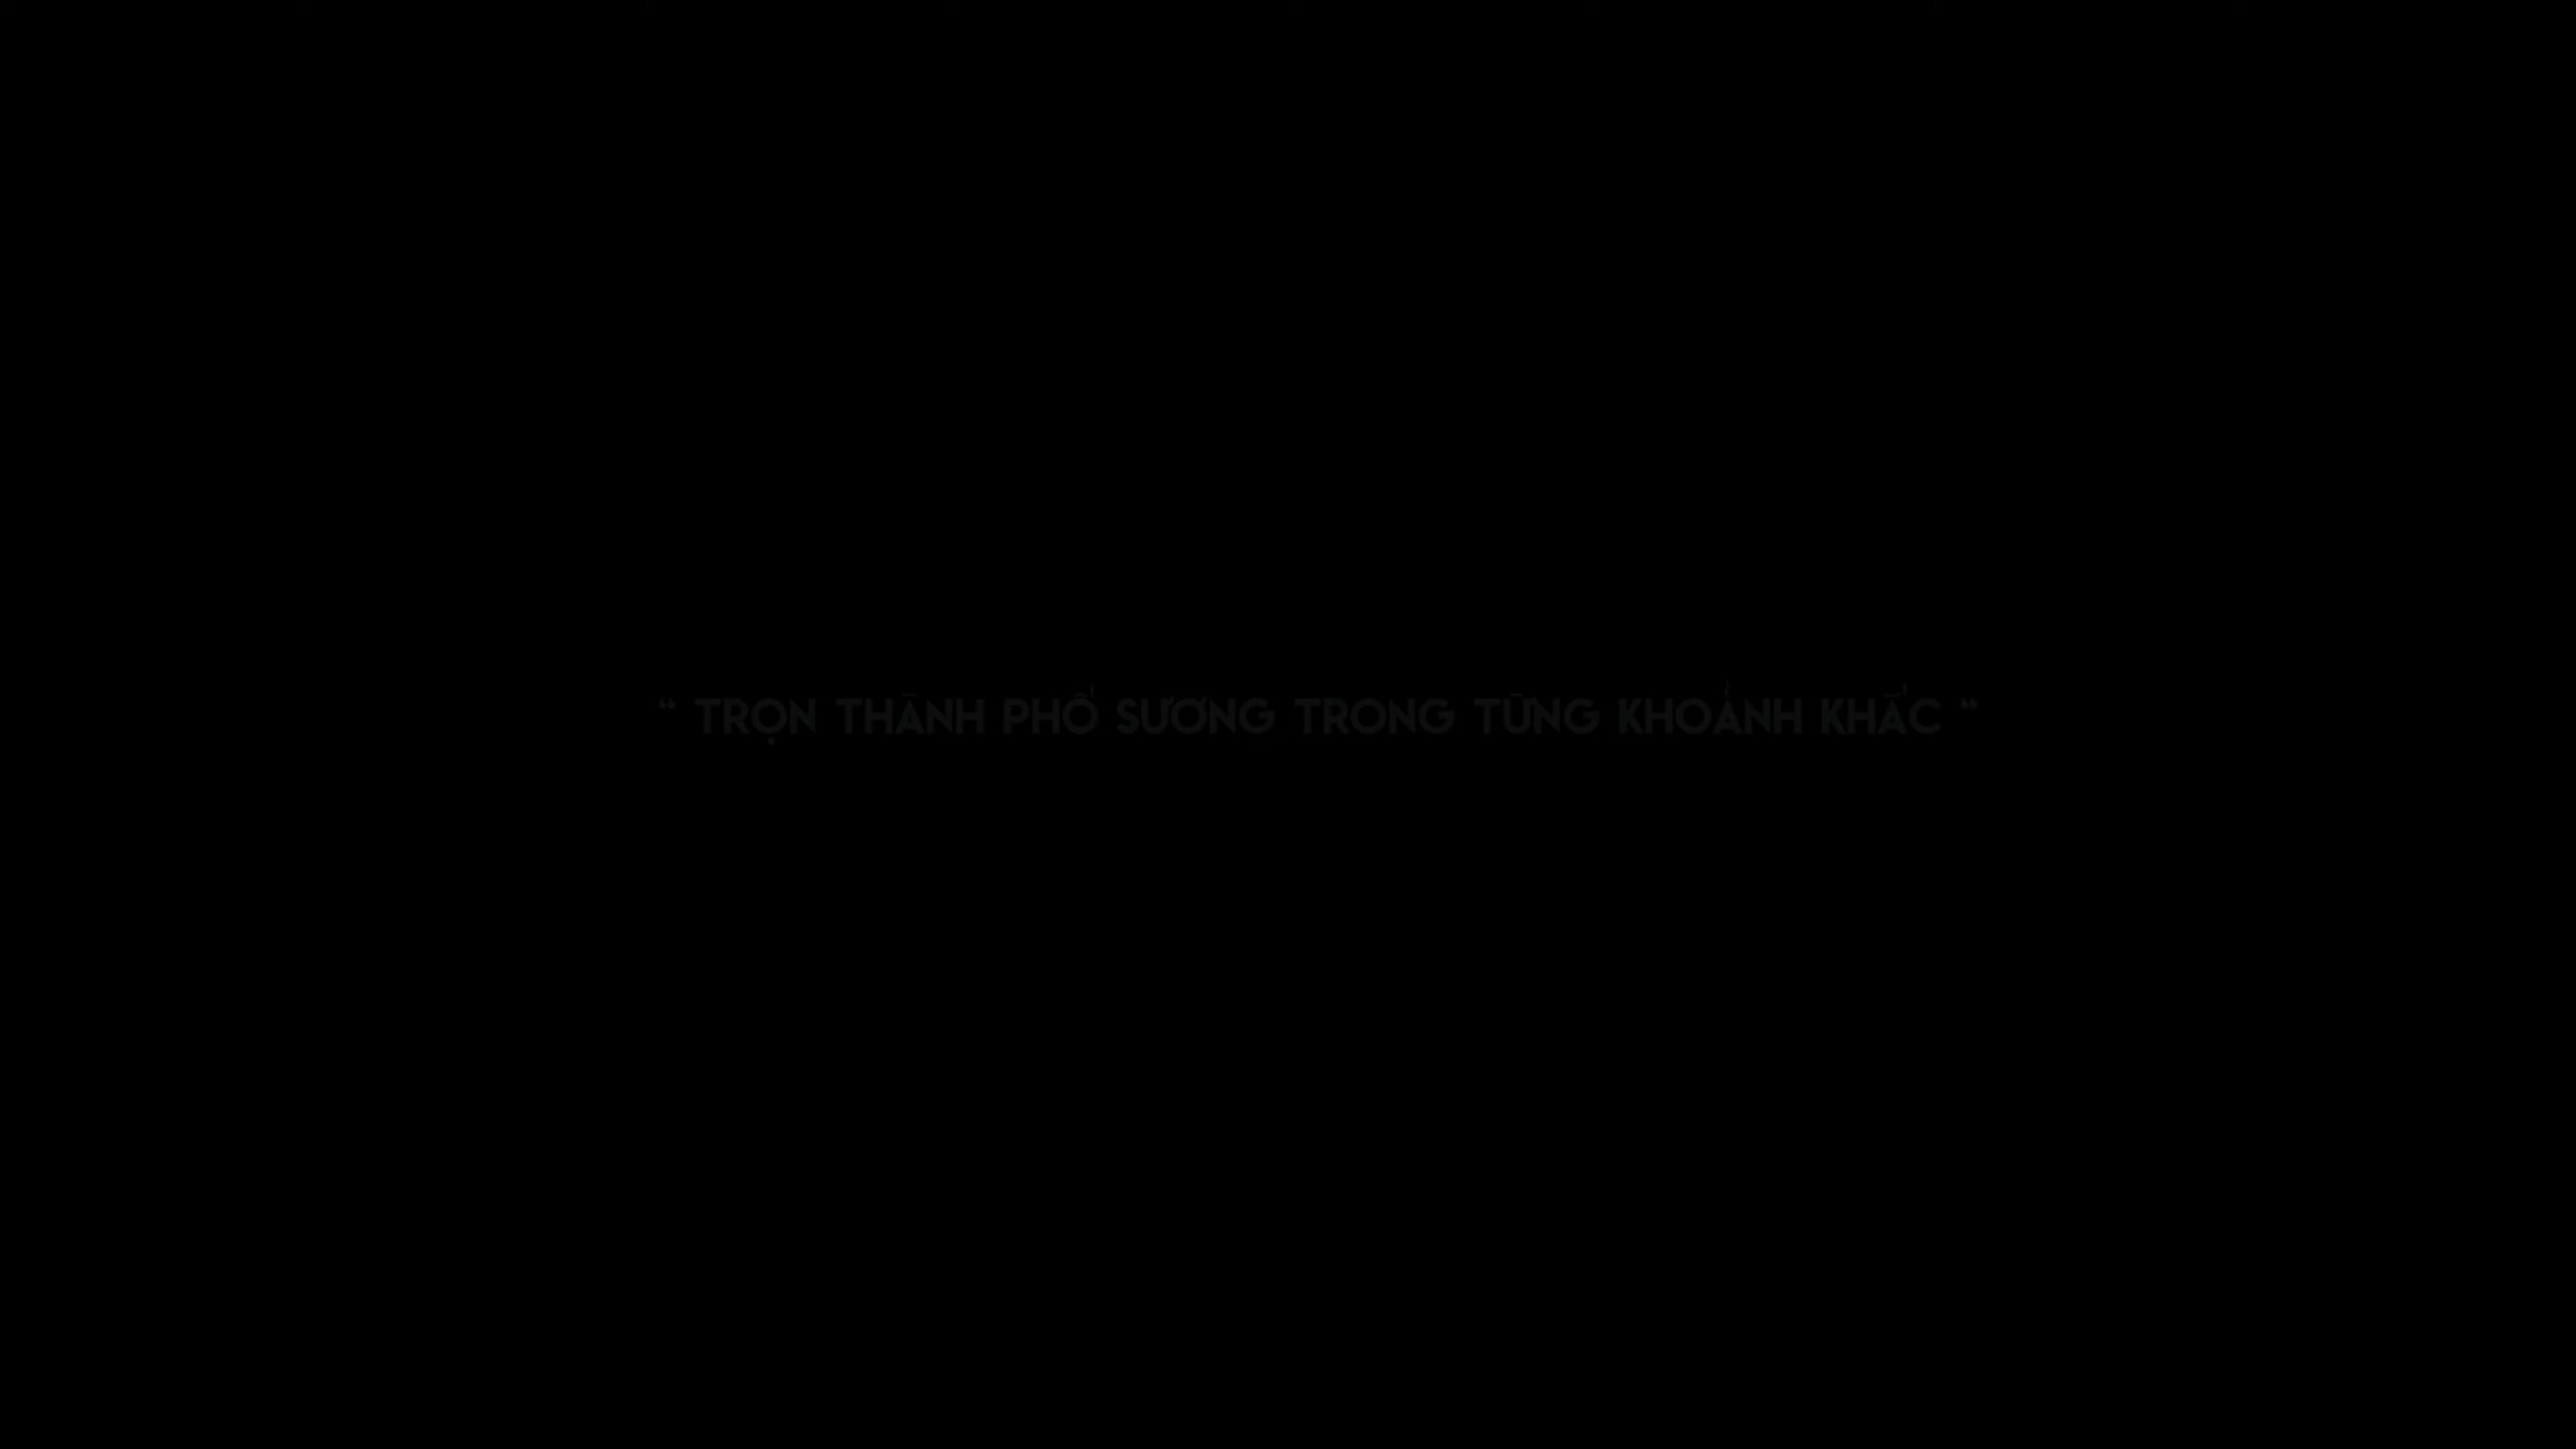 “ TRỌN THÀNH PHỐ SƯƠNG TRONG TỪNG KHOẢNH KHẮC “